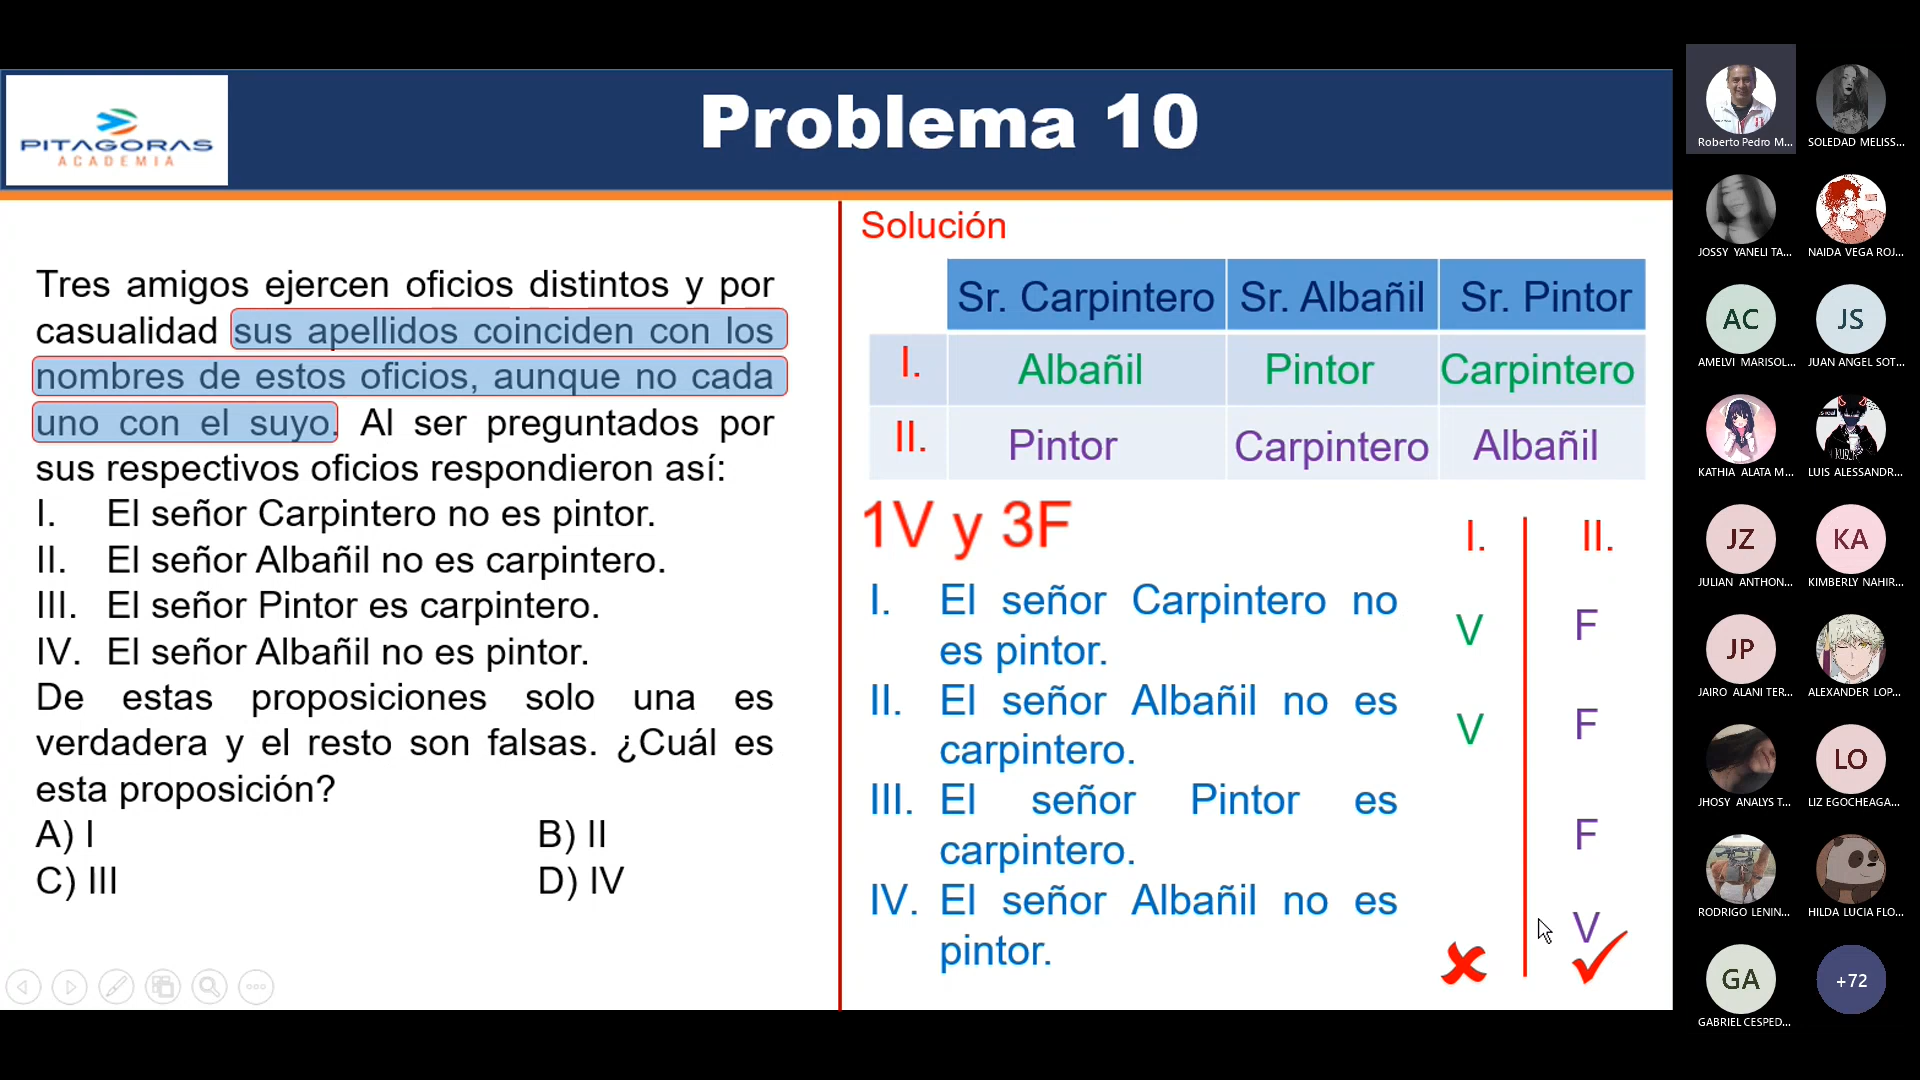 PITAGORAS
ACADEMIA
Problema 10
Tres amigos ejercen oficios distintos y por
casualidad sus apellidos coinciden con los
nombres de estos oficios, aunque no cada
uno con el suyo. Al ser preguntados por
sus respectivos oficios respondieron así:
I. El señor Carpintero no es pintor.
II. El señor Albañil no es carpintero.
III. El señor Pintor es carpintero.
IV. El señor Albañil no es pintor.
De estas proposiciones solo una es
verdadera y el resto son falsas. ¿Cuál es
esta proposición?
A) I B) II
C) III D) IV
Solución
Sr. Carpintero Sr. Albañil Sr. Pintor
I. Albañil Pintor Carpintero
II. Pintor Carpintero Albañil
1V y 3F
I. II.
I. El señor Carpintero no
es pintor.
V F
II. El señor Albañil no es
carpintero.
V F
III. El señor Pintor es
carpintero.
F
IV. El señor Albañil no es
pintor.
V
Roberto Pedro M... SOLEDAD MELISS...
JOSSY YANELI TA... NAIDA VEGA ROJ...
AC JS
AMELVI MARISOL... JUAN ANGEL SOT...
KATHIA ALATA M... LUIS ALESSANDR...
JZ KA
JULIAN ANTHON... KIMBERLY NAHIR...
JP
JAIRO ALANI TER... ALEXANDER LOP...
LO
JHOSY ANALYS T... LIZ EGOCHEAGA...
RODRIGO LENIN... HILDA LUCIA FLO...
GA +72
GABRIEL CESPED...